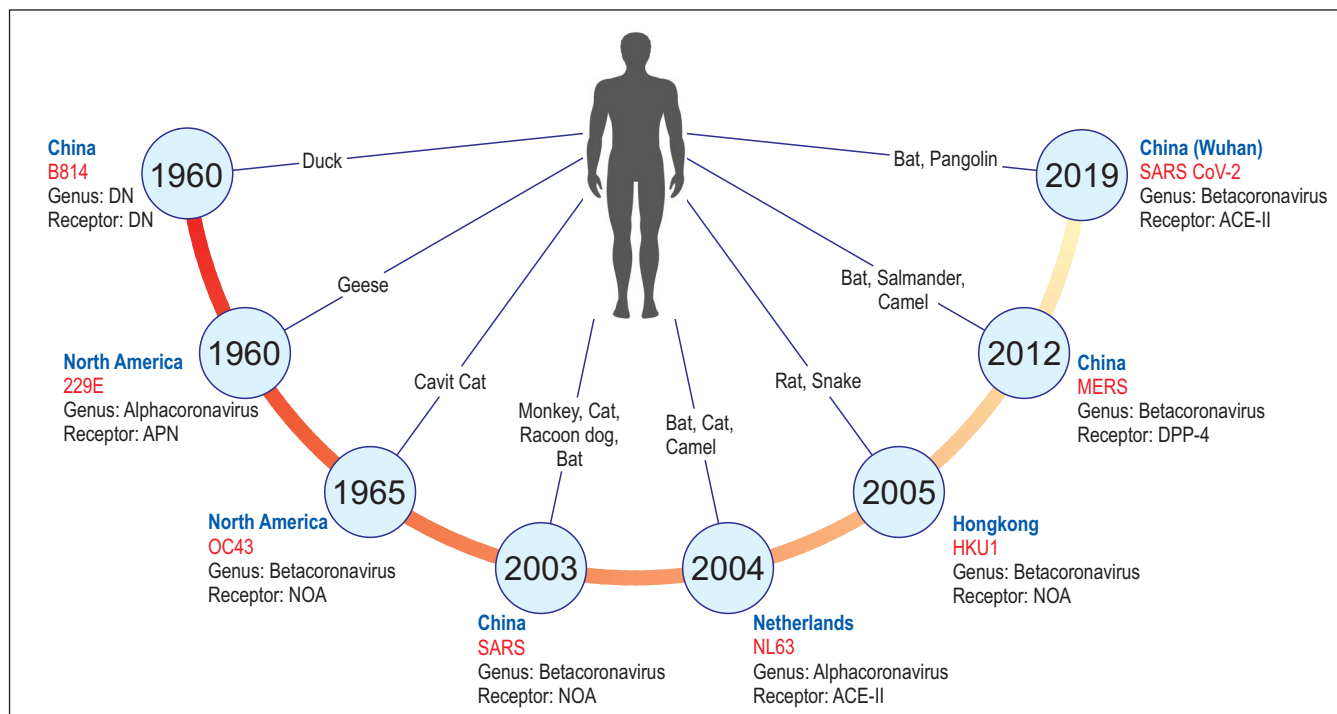 China
B814
Genus: DN
Receptor: DN
1960
Duck
North America
229E
Genus: Alphacoronavirus
Receptor: APN
1960
Geese
North America
OC43
Genus: Betacoronavirus
Receptor: NOA
1965
Cavit Cat
China
SARS
Genus: Betacoronavirus
Receptor: NOA
2003
Monkey, Cat,
Racoon dog,
Bat
Netherlands
NL63
Genus: Alphacoronavirus
Receptor: ACE-II
2004
Bat, Cat,
Camel
Hongkong
HKU1
Genus: Betacoronavirus
Receptor: NOA
2005
Rat, Snake
China
MERS
Genus: Betacoronavirus
Receptor: DPP-4
2012
Bat, Salmander,
Camel
China (Wuhan)
SARS CoV-2
Genus: Betacoronavirus
Receptor: ACE-II
2019
Bat, Pangolin